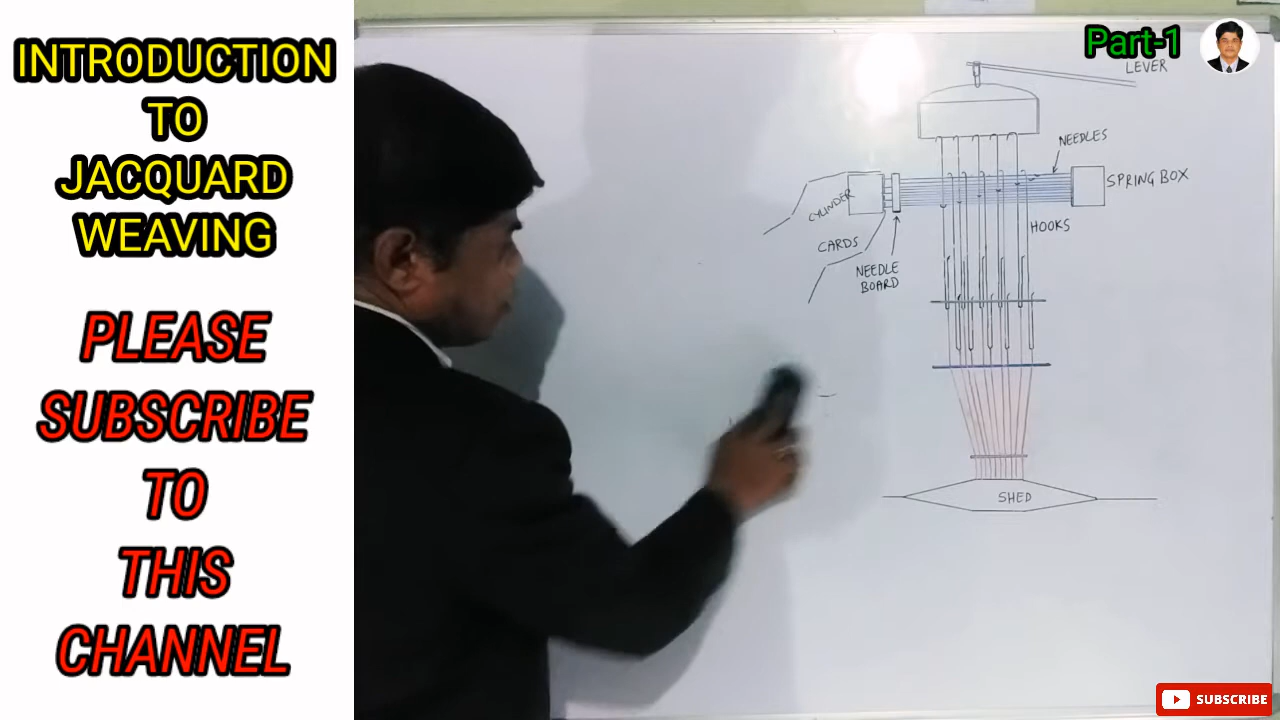 INTRODUCTION
TO
JACQUARD
WEAVING
PLEASE
SUBSCRIBE
TO
THIS
CHANNEL
Part-1
LEVER
NEEDLES
SPRING BOX
CYLINDER
HOOKS
CARDS
NEEDLE
BOARD
SHED
SUBSCRIBE